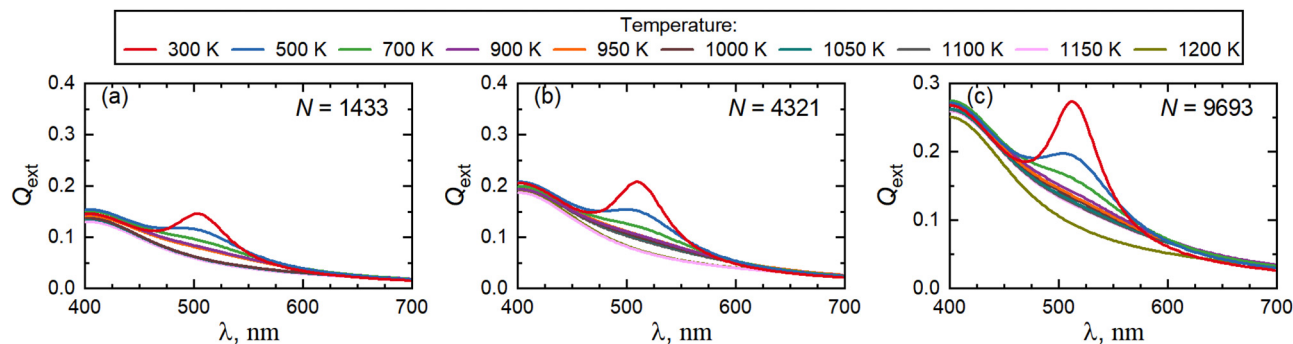 Temperature:
300 K 500 K 700 K 900 K 950 K 1000 K 1050 K 1100 K 1150 K 1200 K
(a) N = 1433
Q_ext
0.4
0.3
0.2
0.1
0.0
400 500 600 700
λ, nm
(b) N = 4321
Q_ext
0.4
0.3
0.2
0.1
0.0
400 500 600 700
λ, nm
(c) N = 9693
Q_ext
0.3
0.2
0.1
0.0
400 500 600 700
λ, nm